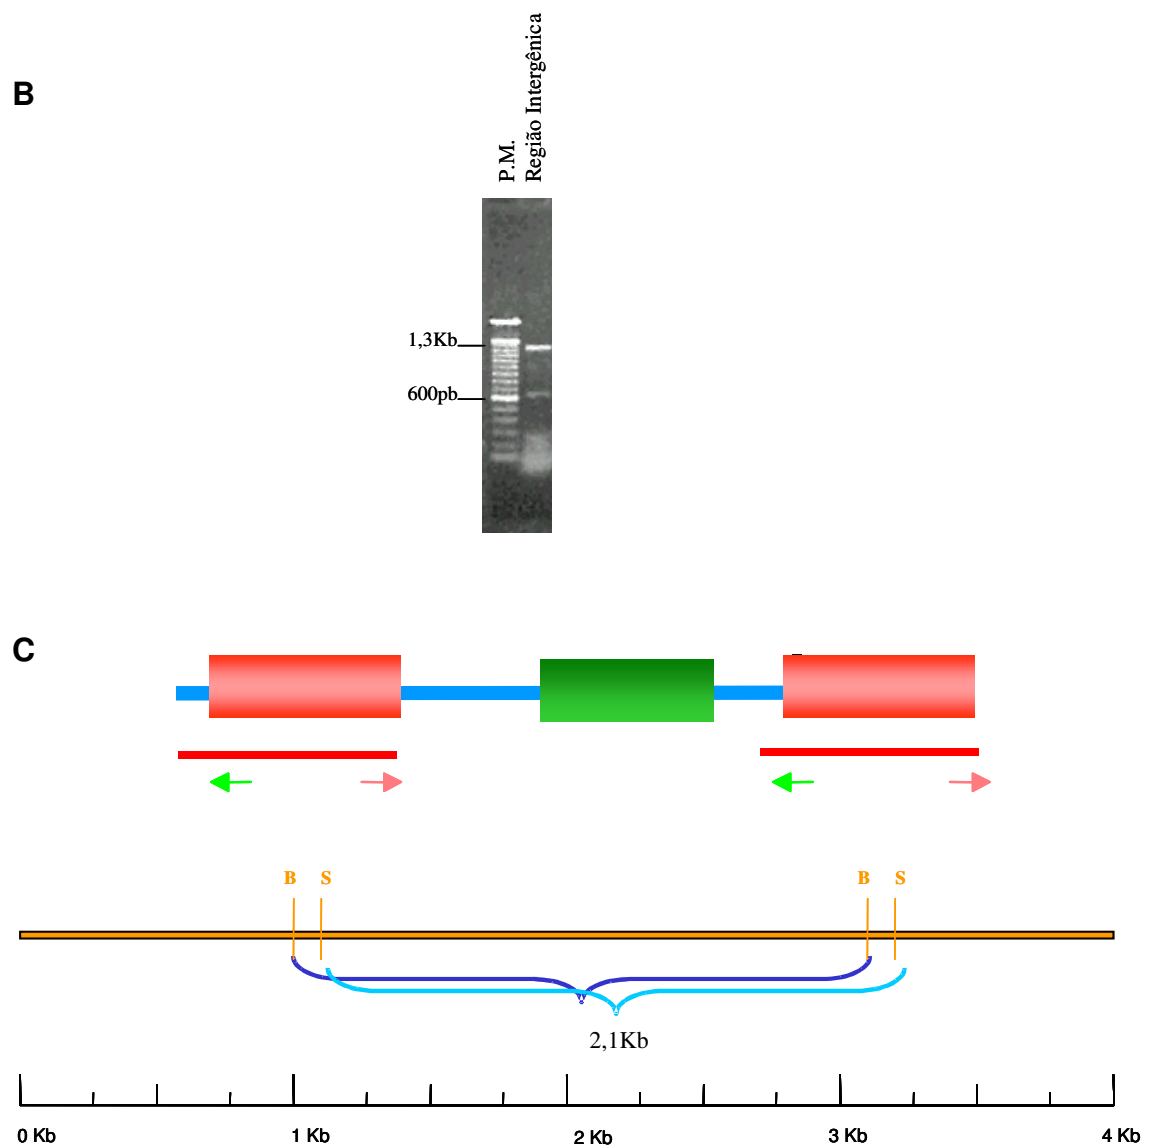 B
P.M.
Região Intergênica
1,3Kb
600pb
C
B S B S
2,1Kb
0 Kb 1 Kb 2 Kb 3 Kb 4 Kb